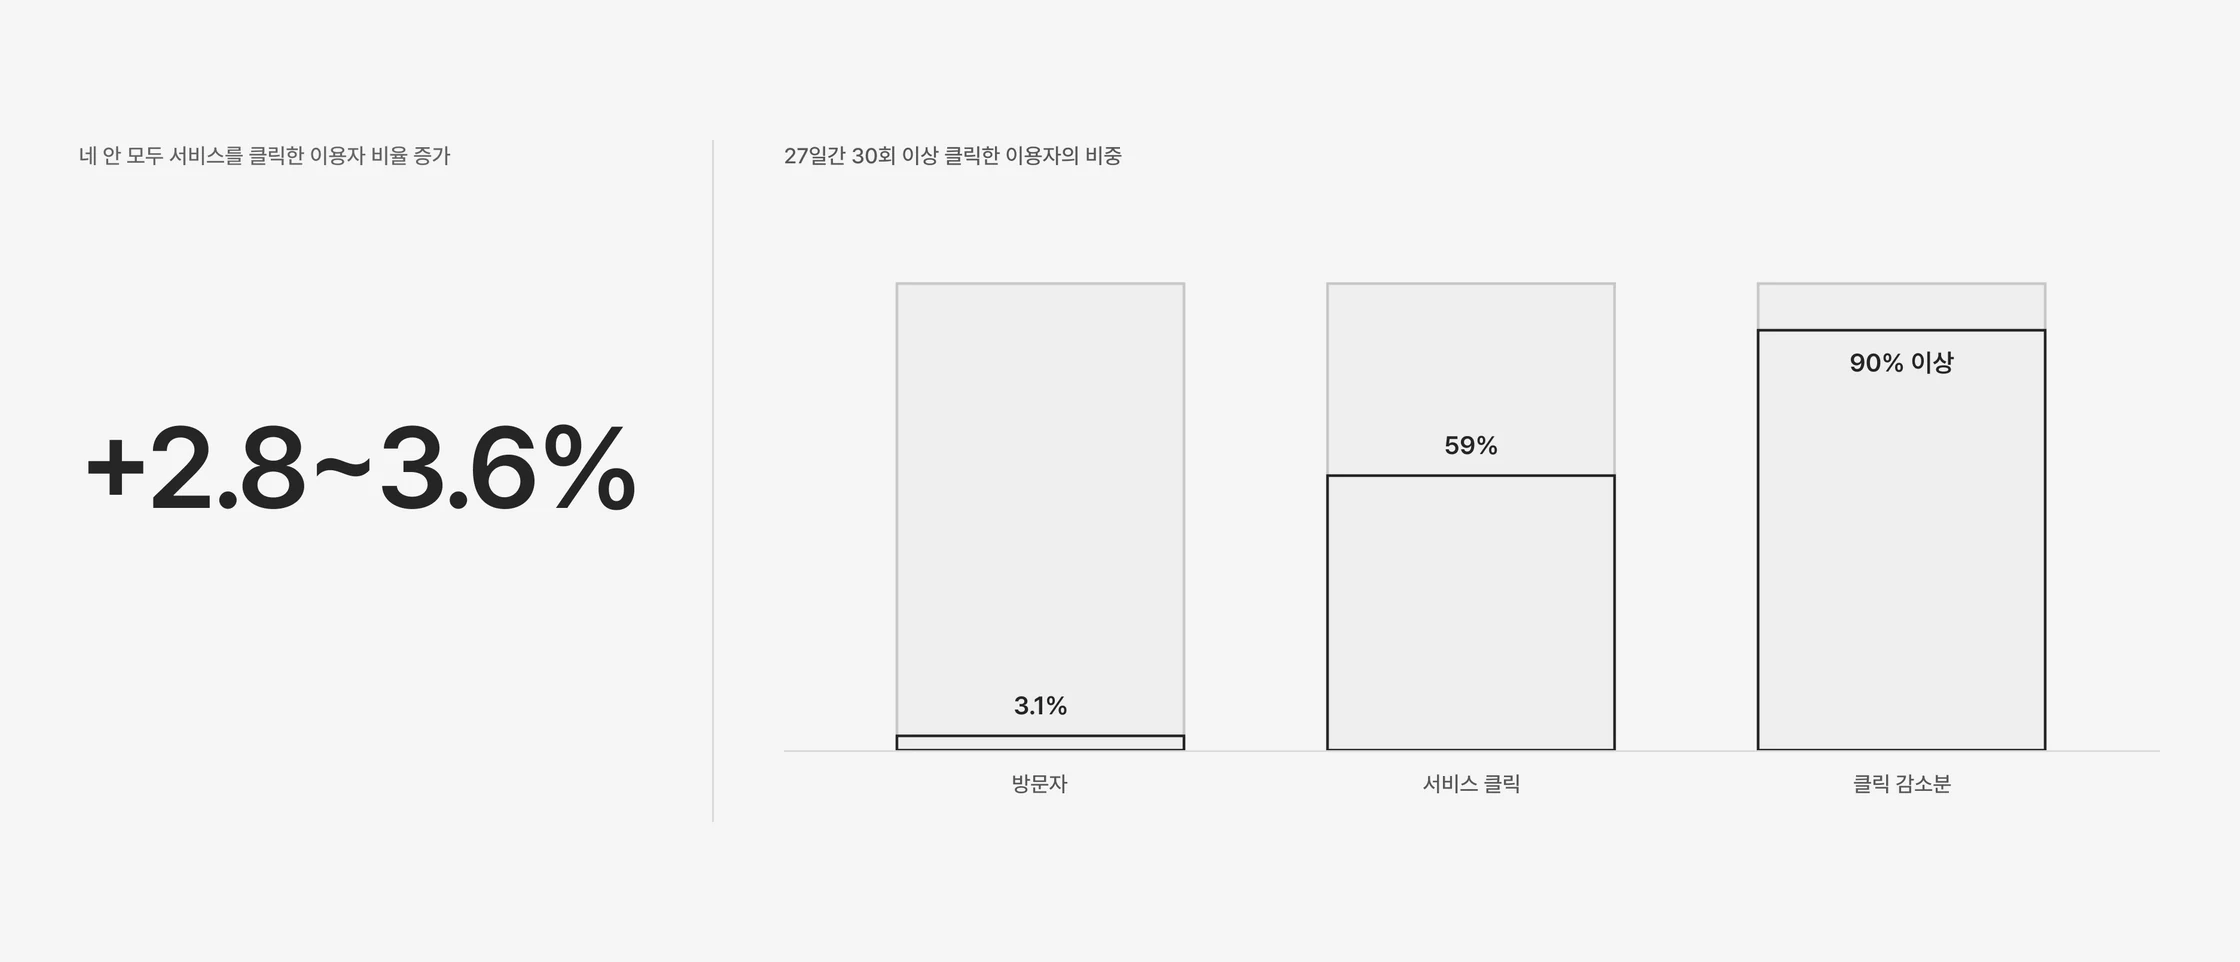 네 안 모두 서비스를 클릭한 이용자 비율 증가
+2.8~3.6%
27일간 30회 이상 클릭한 이용자의 비중
3.1%
59%
90% 이상
방문자
서비스 클릭
클릭 감소분